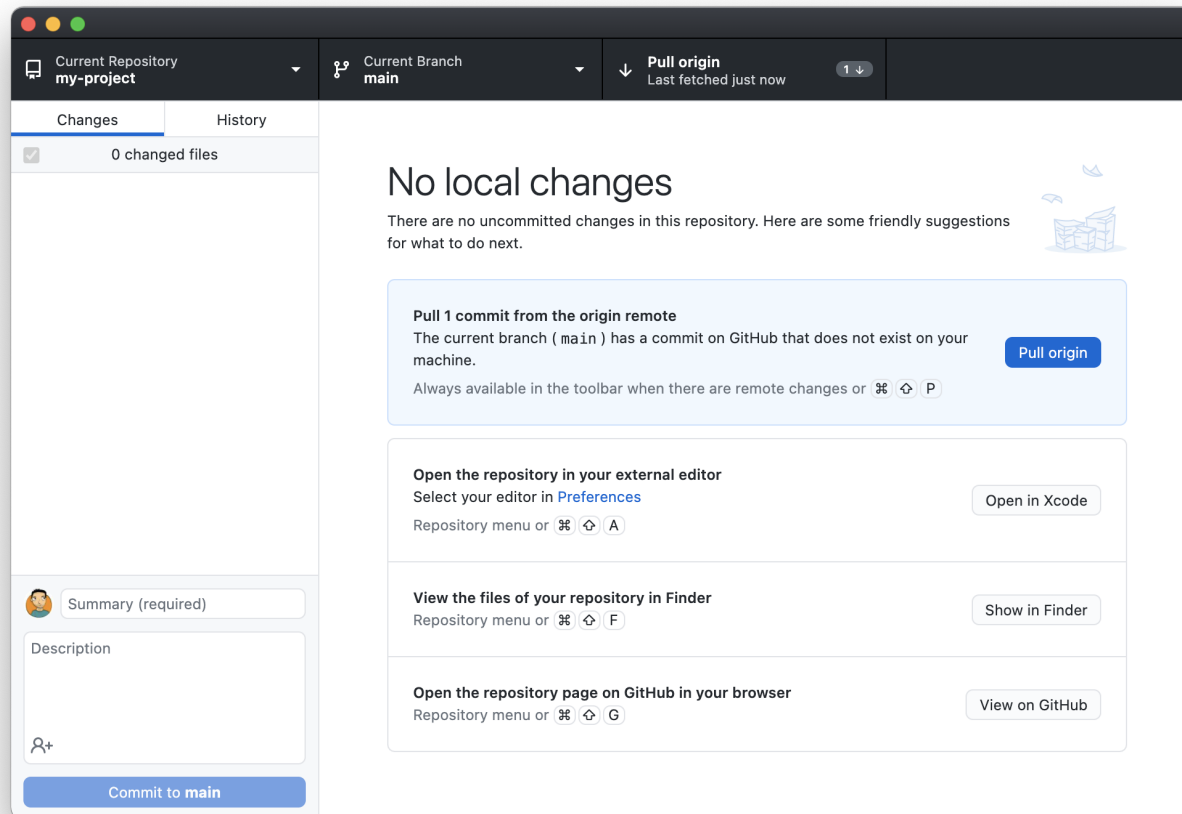 Current Repository
my-project
Current Branch
main
Pull origin
Last fetched just now
1 ↓
Changes
History
0 changed files
No local changes
There are no uncommitted changes in this repository. Here are some friendly suggestions
for what to do next.
Pull 1 commit from the origin remote
The current branch ( main ) has a commit on GitHub that does not exist on your
machine.
Always available in the toolbar when there are remote changes or ⌘ ⇧ P
Pull origin
Open the repository in your external editor
Select your editor in Preferences
Repository menu or ⌘ ⇧ A
Open in Xcode
View the files of your repository in Finder
Repository menu or ⌘ ⇧ F
Show in Finder
Open the repository page on GitHub in your browser
Repository menu or ⌘ ⇧ G
View on GitHub
Summary (required)
Description
Commit to main